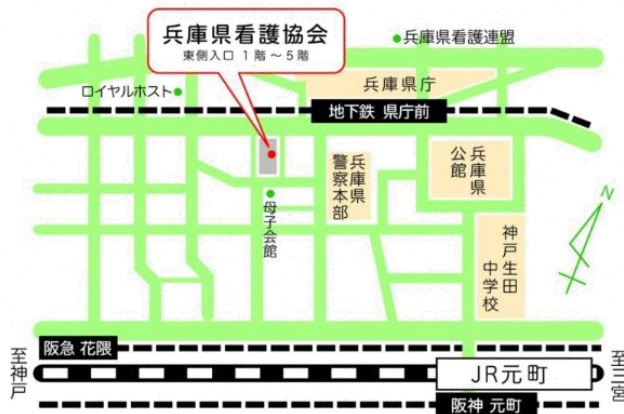 兵庫県看護協会
東側入口 1階～5階
兵庫県看護連盟
兵庫県庁
ロイヤルホスト
地下鉄 県庁前
兵庫県
警察本部
兵庫県
公館
母子会館
神戸生田
中学校
N
阪急 花隈
至神戸
JR元町
至三宮
阪神 元町